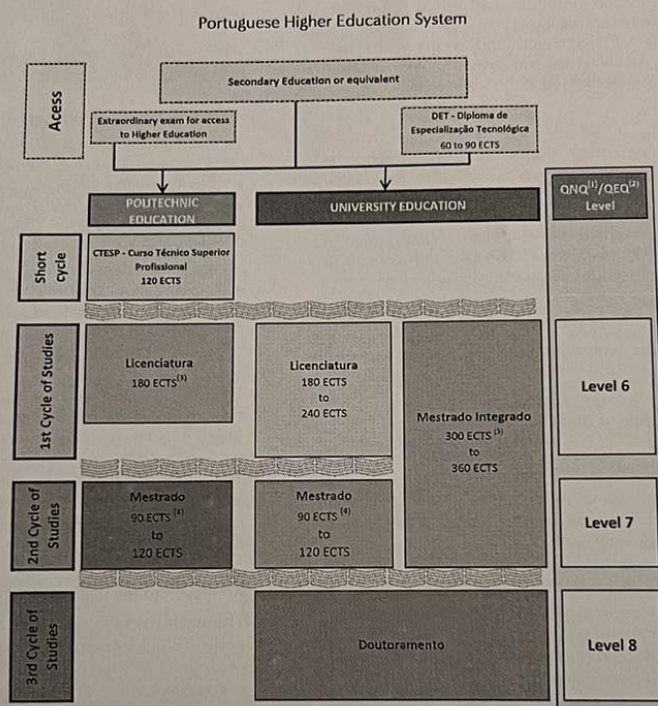 Portuguese Higher Education System
Acess
Secondary Education or equivalent
Extraordinary exam for access
to Higher Education
DET - Diploma de
Especialização Tecnológica
60 to 90 ECTS
POLITECHNIC
EDUCATION
UNIVERSITY EDUCATION
QNQ(1)/QEQ(2)
Level
Short
cycle
CTESP - Curso Técnico Superior
Profissional
120 ECTS
1st Cycle of Studies
Licenciatura
180 ECTS(3)
Licenciatura
180 ECTS
to
240 ECTS
Mestrado Integrado
300 ECTS (5)
to
360 ECTS
Level 6
2nd Cycle of
Studies
Mestrado
90 ECTS (4)
to
120 ECTS
Mestrado
90 ECTS (4)
to
120 ECTS
Level 7
3rd Cycle of
Studies
Doutoramento
Level 8